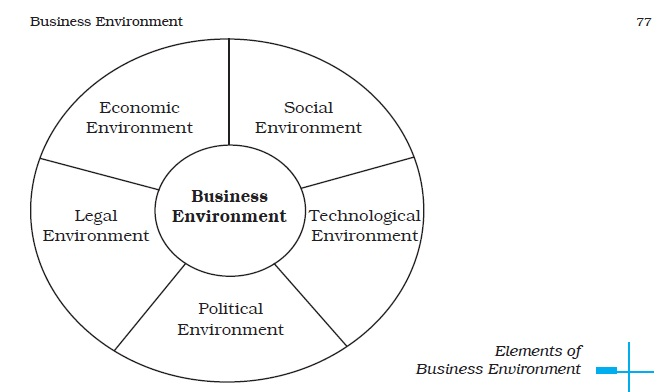 Business Environment
77
Economic
Environment
Social
Environment
Business
Environment
Legal
Environment
Technological
Environment
Political
Environment
Elements of
Business Environment